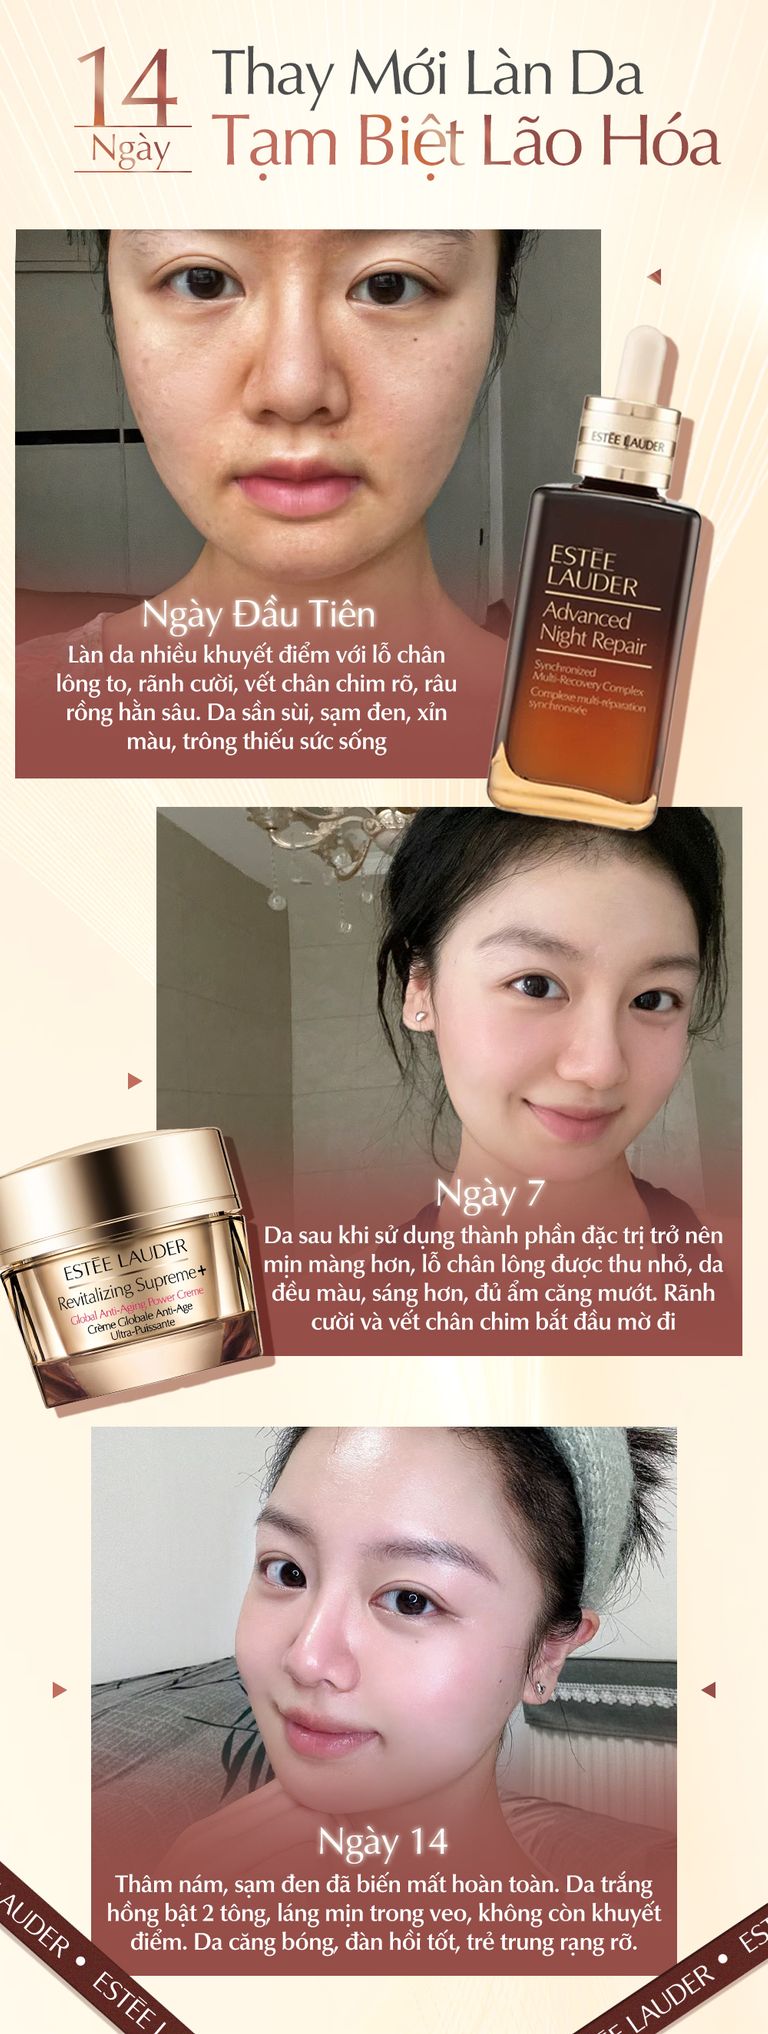 14
Ngày
Thay Mới Làn Da
Tạm Biệt Lão Hóa
ESTĒE LAUDER
ESTĒE
LAUDER
Advanced
Night Repair
Synchronized
Multi-Recovery Complex
Complexe multi-réparation
synchronisée
Ngày Đầu Tiên
Làn da nhiều khuyết điểm với lỗ chân
lông to, rãnh cười, vết chân chim rõ, râu
rồng hằn sâu. Da sần sùi, sạm đen, xỉn
màu, trông thiếu sức sống
ESTĒE LAUDER
Revitalizing Supreme+
Global Anti-Aging Power Creme
Crème Globale Anti-Age
Ultra-Puissante
Ngày 7
Da sau khi sử dụng thành phần đặc trị trở nên
mịn màng hơn, lỗ chân lông được thu nhỏ, da
đều màu, sáng hơn, đủ ẩm căng mướt. Rãnh
cười và vết chân chim bắt đầu mờ đi
Ngày 14
Thâm nám, sạm đen đã biến mất hoàn toàn. Da trắng
hồng bật 2 tông, láng mịn trong veo, không còn khuyết
điểm. Da căng bóng, đàn hồi tốt, trẻ trung rạng rỡ.
AUDER • ESTĒE L
E LAUDER • ES